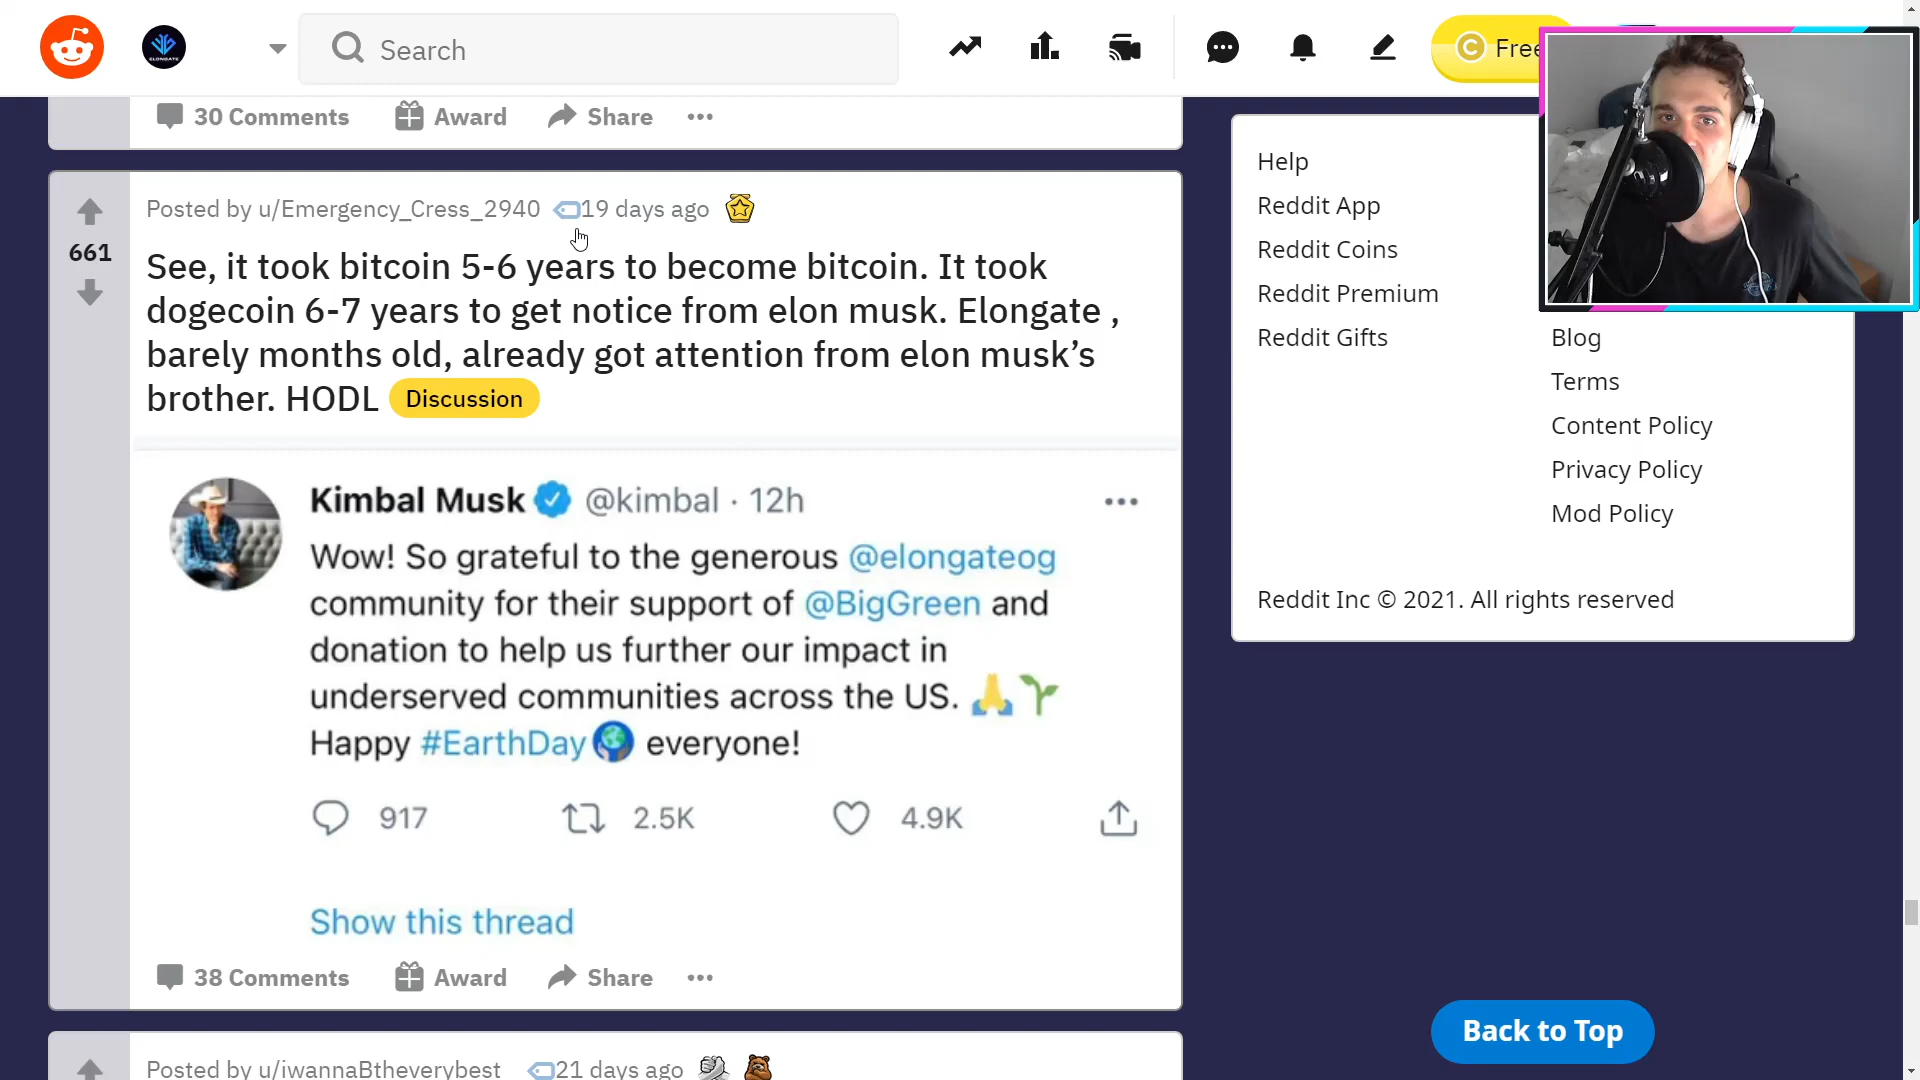 Search
Free
30 Comments Award Share
Posted by u/Emergency_Cress_2940 19 days ago
661
See, it took bitcoin 5-6 years to become bitcoin. It took
dogecoin 6-7 years to get notice from elon musk. Elongate ,
barely months old, already got attention from elon musk's
brother. HODL Discussion
Kimbal Musk @kimbal · 12h
Wow! So grateful to the generous @elongateog
community for their support of @BigGreen and
donation to help us further our impact in
underserved communities across the US. 🙏🌱
Happy #EarthDay🌎 everyone!
917 2.5K 4.9K
Show this thread
38 Comments Award Share
Posted by u/iwannaBtheverybest 21 days ago
Help
Reddit App
Reddit Coins
Reddit Premium
Reddit Gifts
Blog
Terms
Content Policy
Privacy Policy
Mod Policy
Reddit Inc © 2021. All rights reserved
Back to Top
ELONGATE